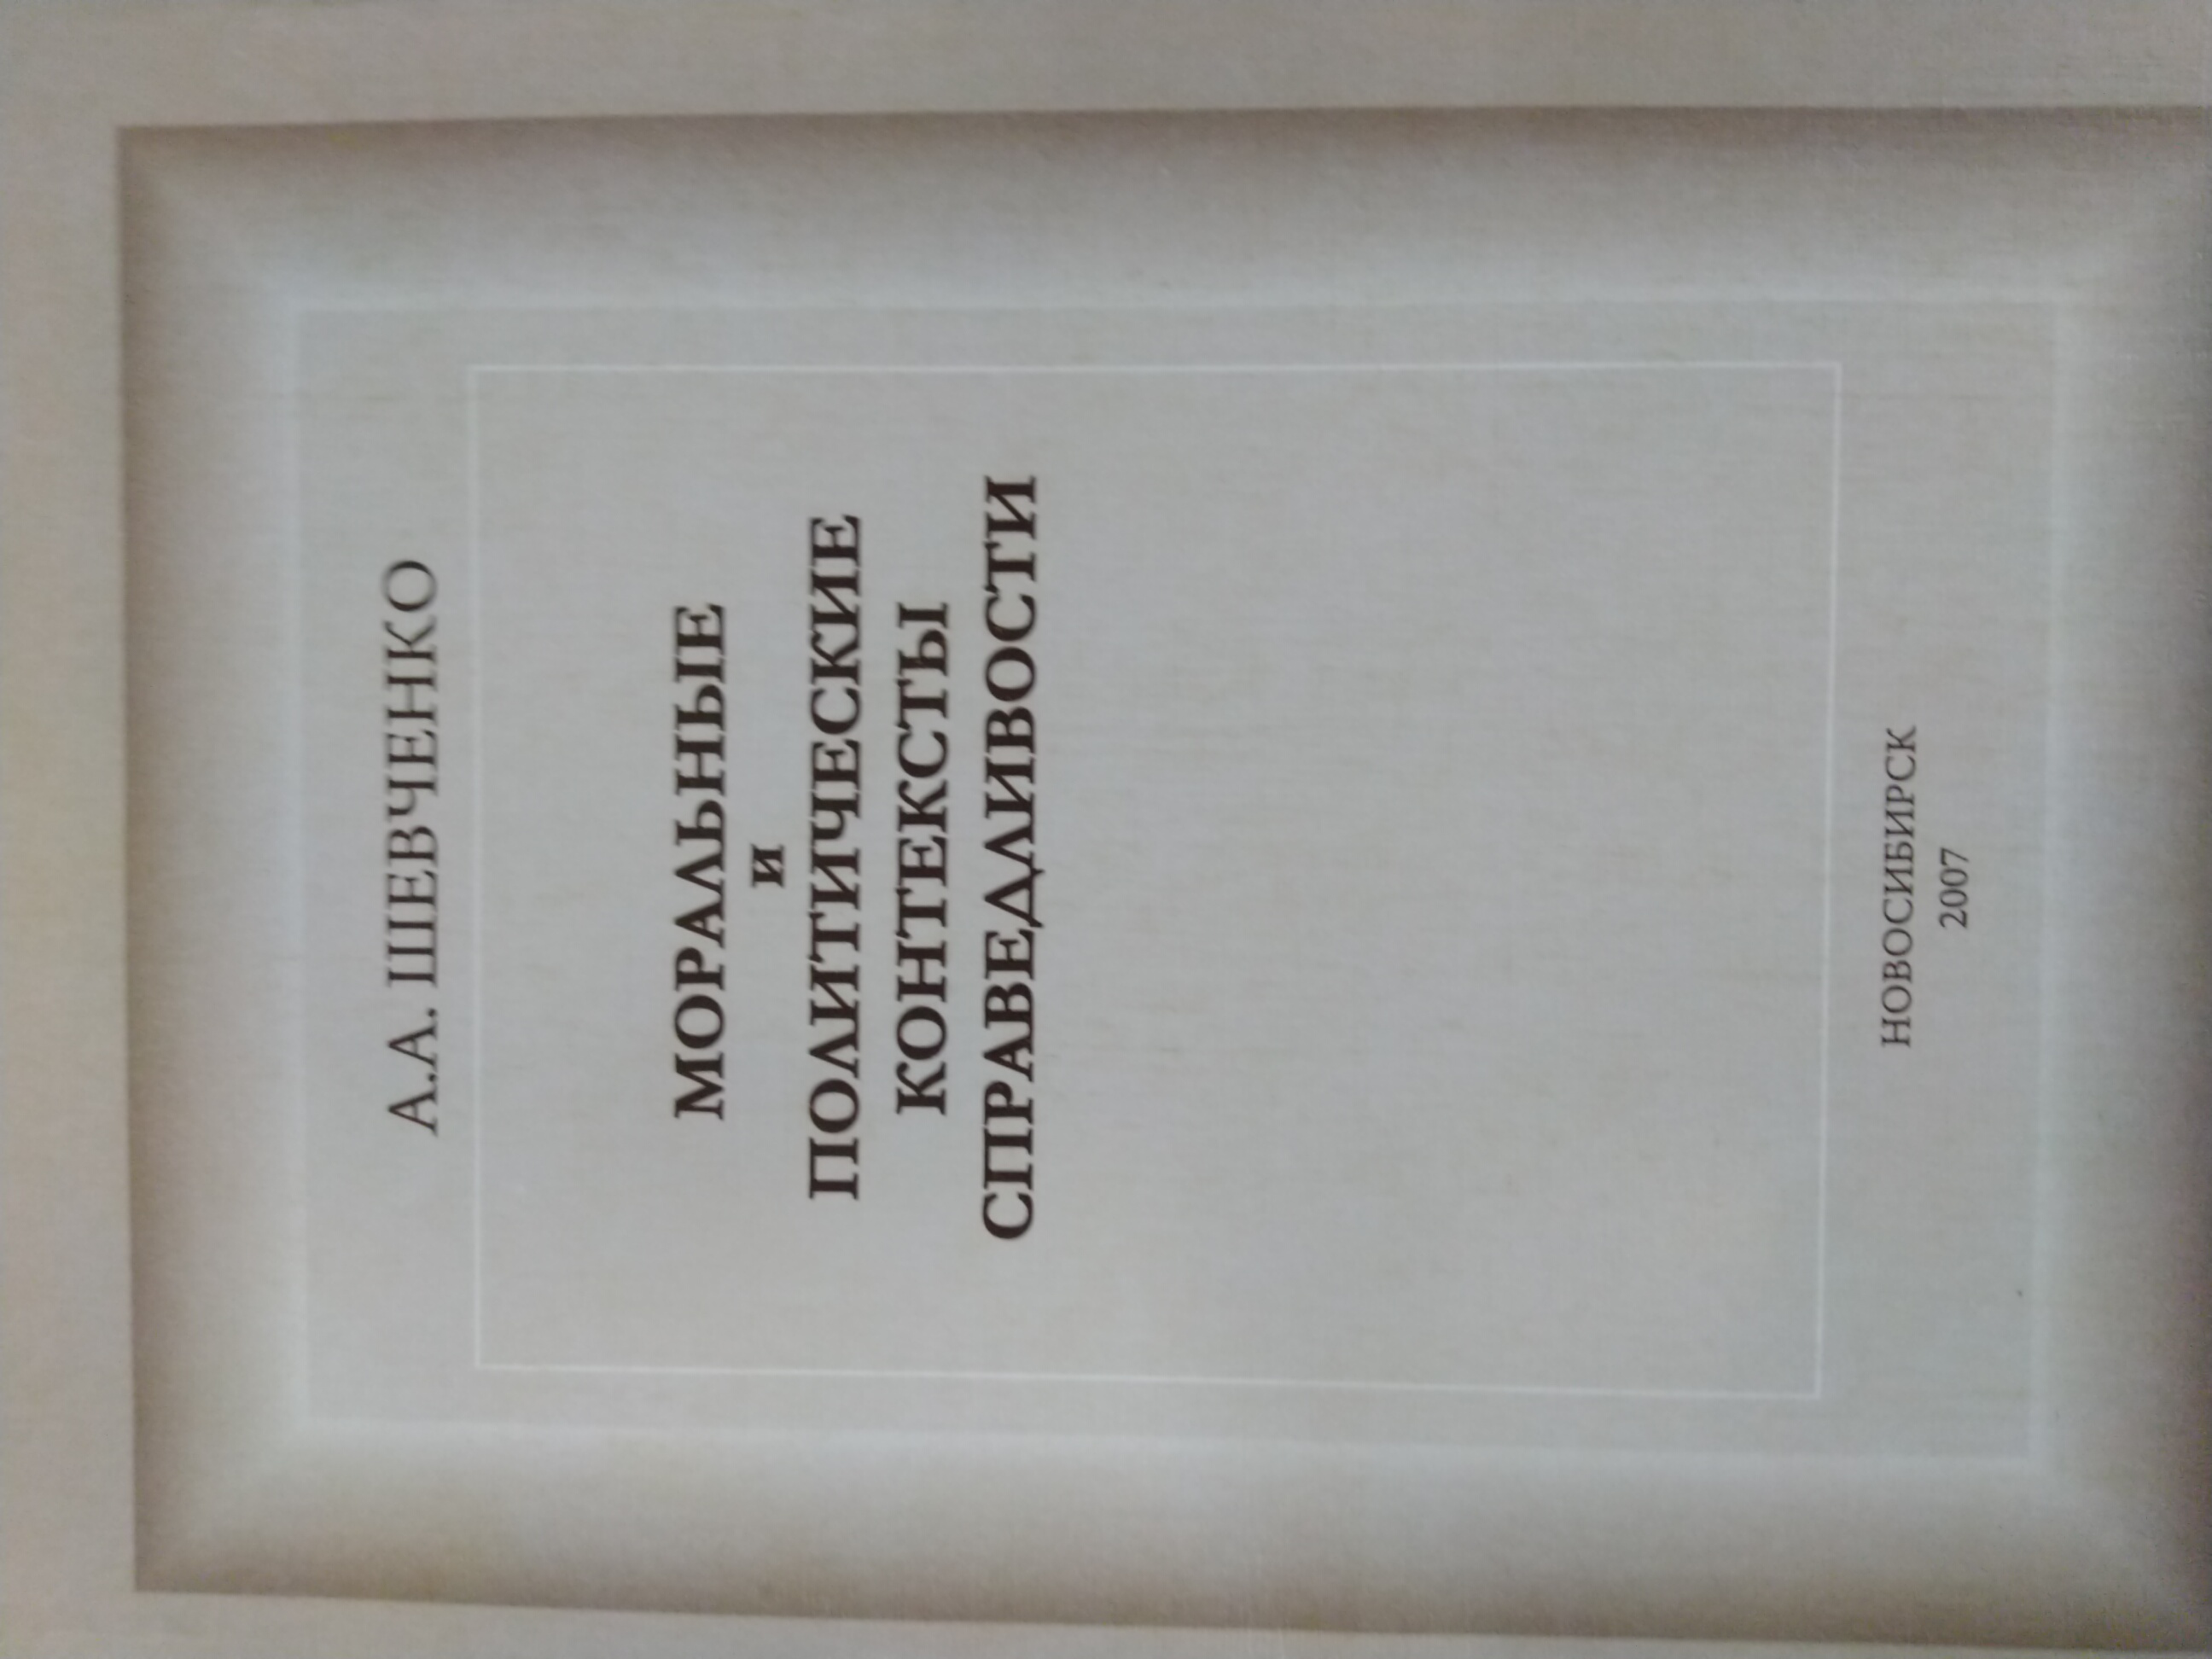 А.А. ШЕВЧЕНКО
МОРАЛЬНЫЕ
И
ПОЛИТИЧЕСКИЕ
КОНТЕКСТЫ
СПРАВЕДЛИВОСТИ
НОВОСИБИРСК
2007